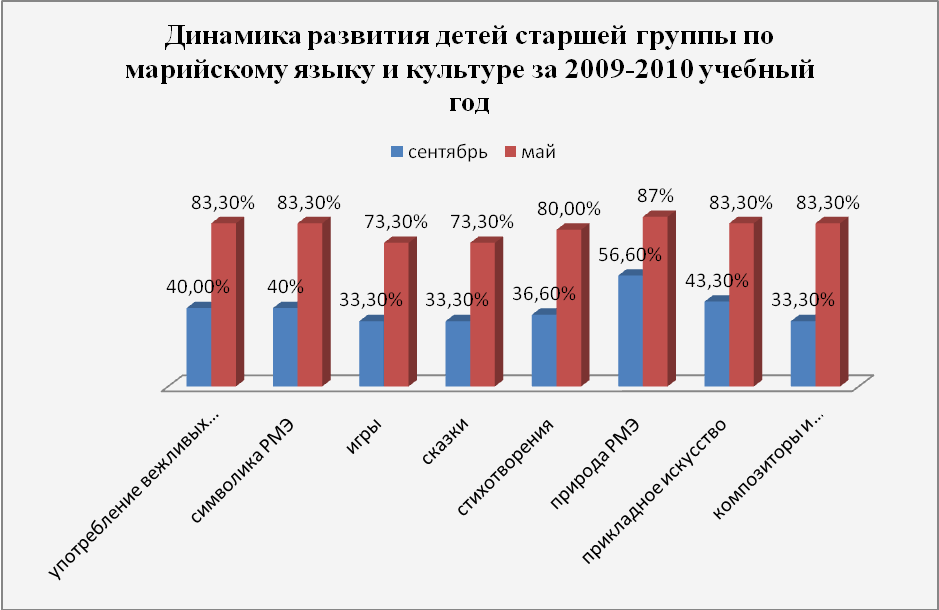 Динамика развития детей старшей группы по
марийскому языку и культуре за 2009-2010 учебный
год
сентябрь май
83,30% 83,30% 73,30% 73,30% 80,00% 87% 83,30% 83,30%
40,00% 40% 33,30% 33,30% 36,60% 56,60% 43,30% 33,30%
употребление вежливых...
символика РМЭ
игры
сказки
стихотворения
природа РМЭ
прикладное искусство
композиторы и...